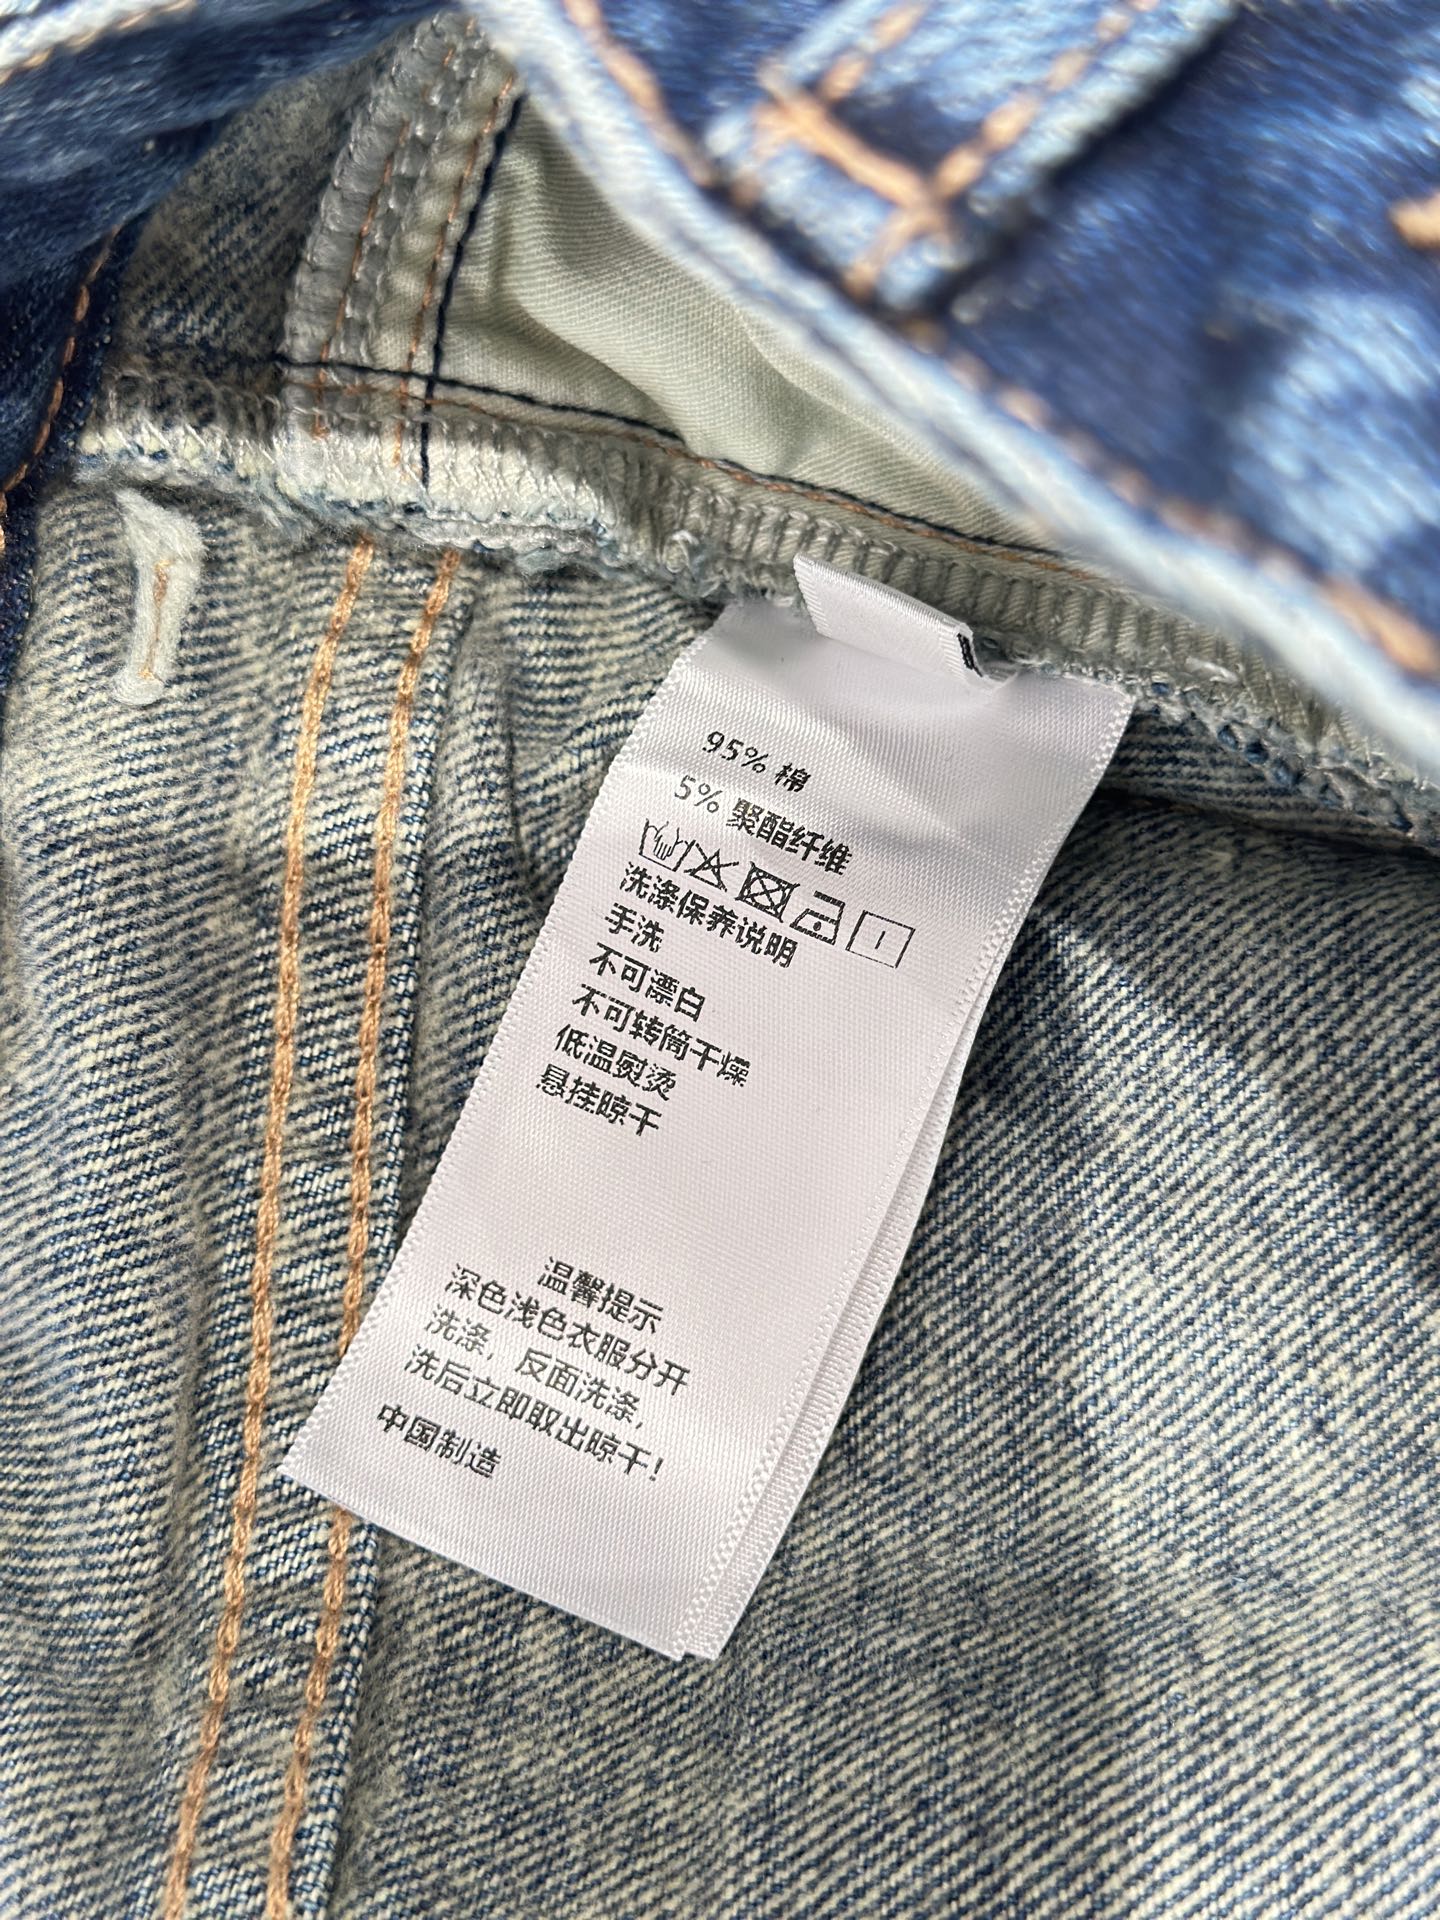 95% 棉
5% 聚酯纤维
洗涤保养说明
手洗
不可漂白
不可转筒干燥
低温熨烫
悬挂晾干
温馨提示
深色浅色衣服分开
洗涤，反面洗涤，
洗后立即取出晾干！
中国制造